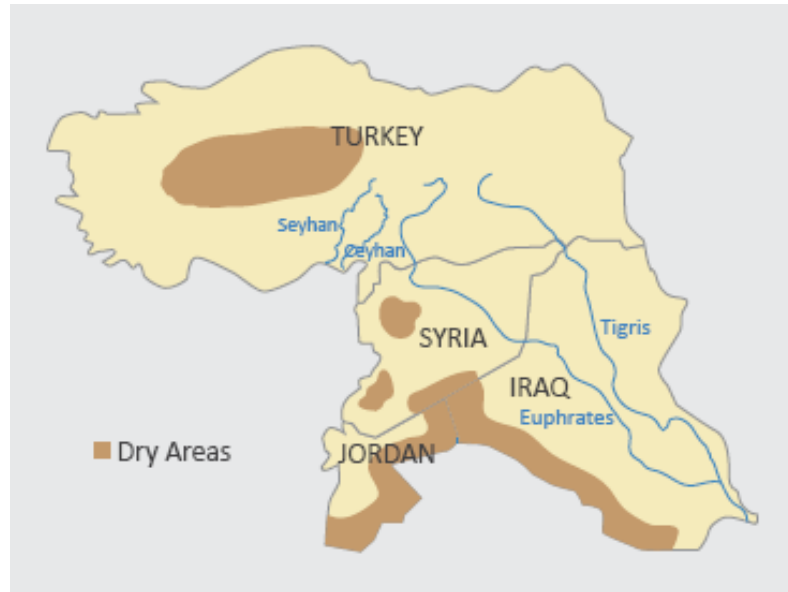 TURKEY
Seyhan
Ceyhan
Tigris
SYRIA
IRAQ
Euphrates
JORDAN
Dry Areas